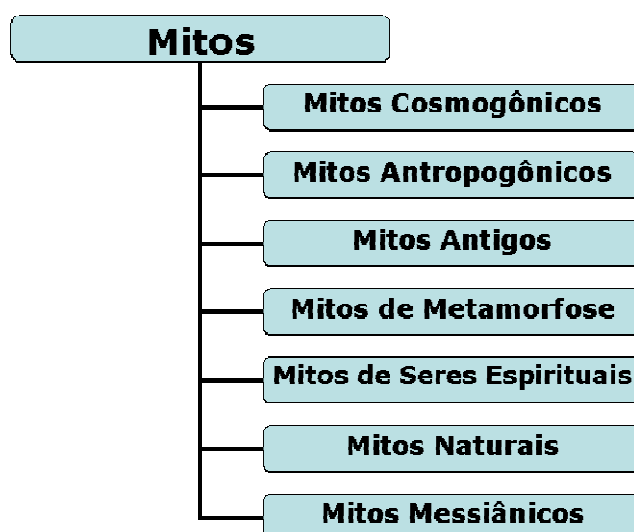 Mitos
Mitos Cosmogônicos
Mitos Antropogônicos
Mitos Antigos
Mitos de Metamorfose
Mitos de Seres Espirituais
Mitos Naturais
Mitos Messiânicos